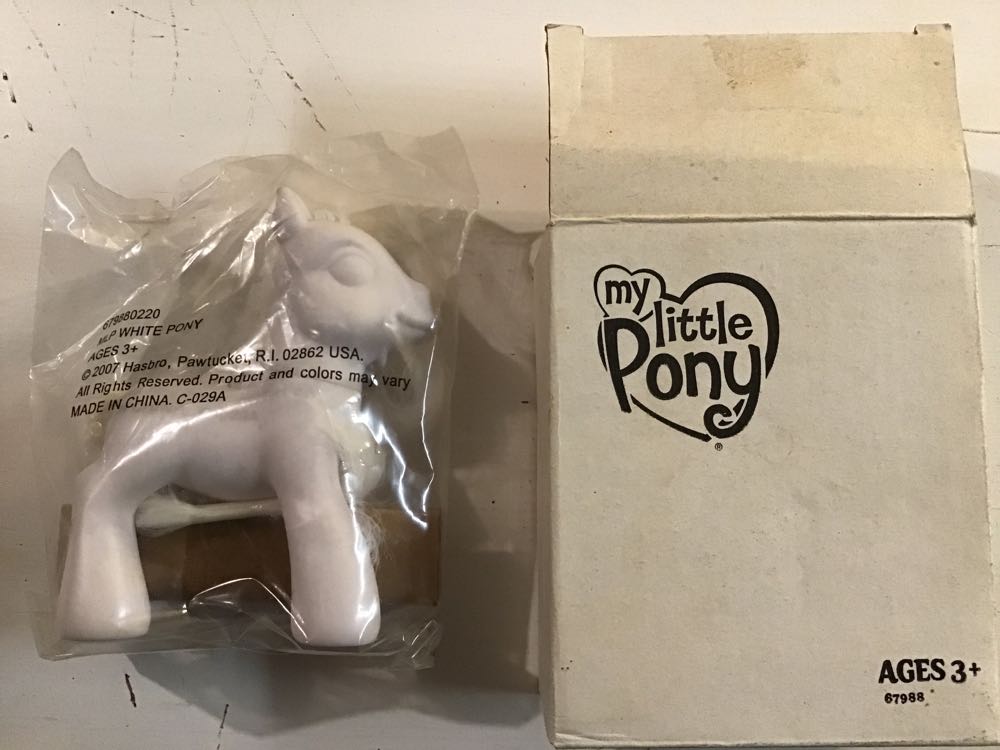 679880220
MLP WHITE PONY
AGES 3+
© 2007 Hasbro, Pawtucket, R.I. 02862 USA.
All Rights Reserved. Product and colors may vary
MADE IN CHINA. C-029A
my
little
Pony
®
AGES 3+
67988